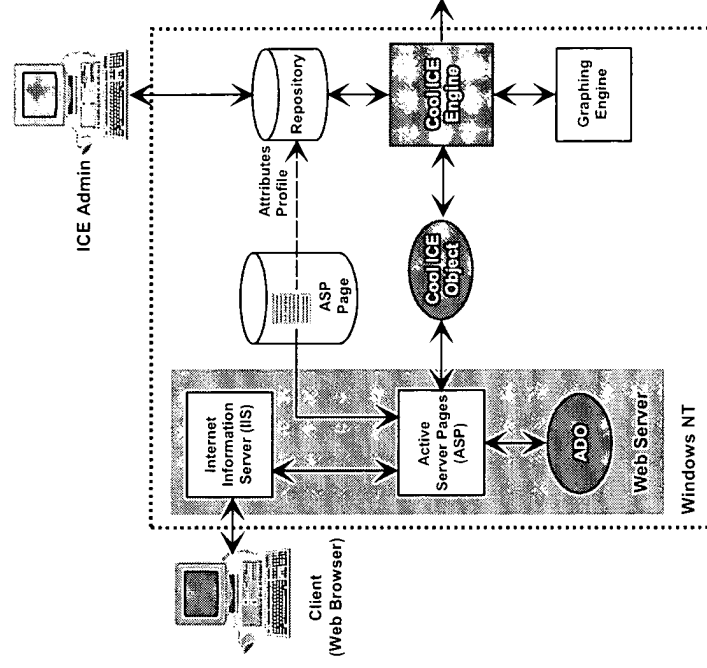 ICE Admin
Client
(Web Browser)
Internet
Information
Server (IIS)
ASP
Page
Attributes
Profile
Repository
Active
Server Pages
(ASP)
Cool ICE
Object
Cool ICE
Engine
ADO
Graphing
Engine
Web Server
Windows NT